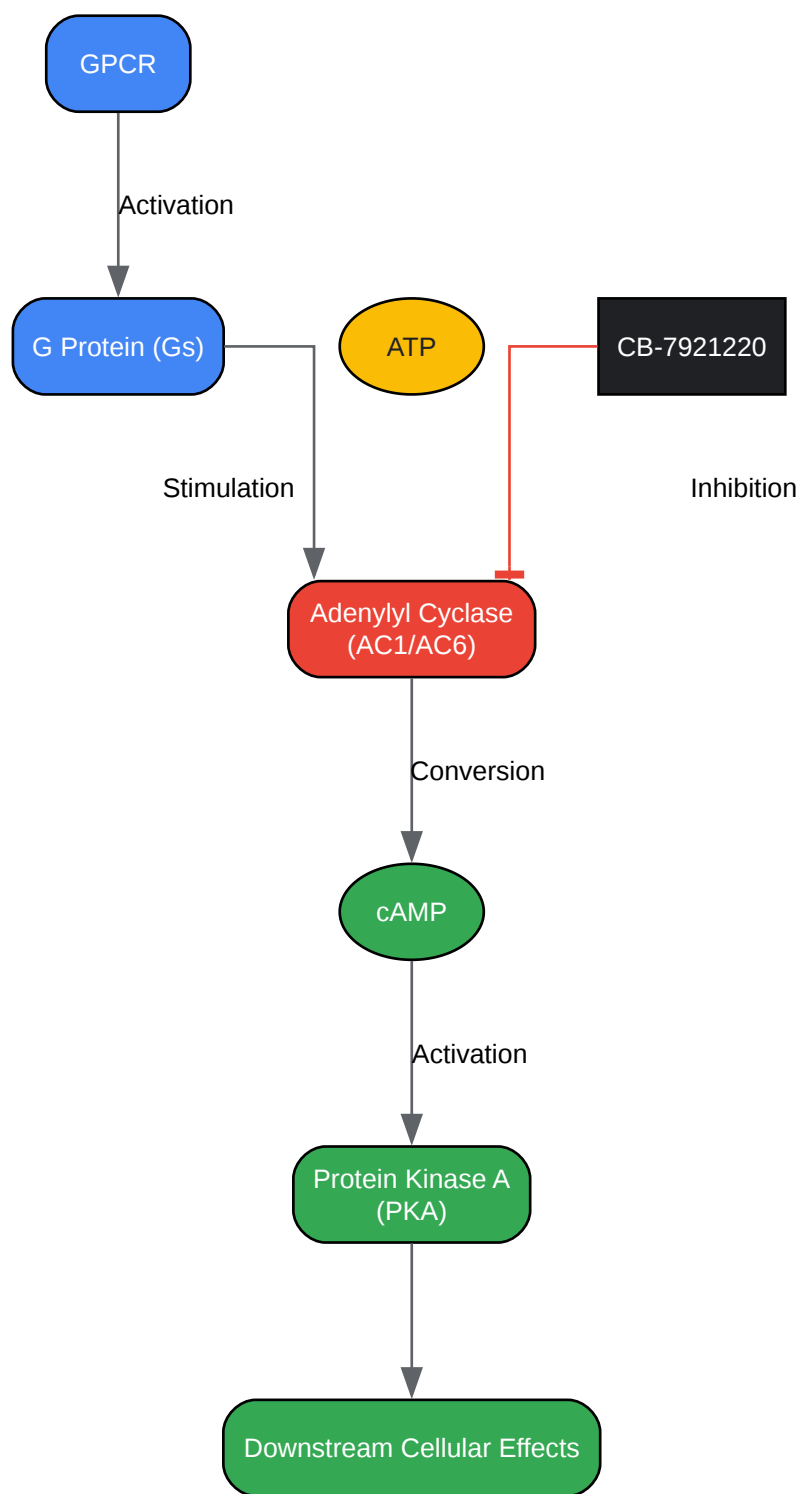 GPCR
Activation
G Protein (Gs)
ATP
CB-7921220
Stimulation
Inhibition
Adenylyl Cyclase
(AC1/AC6)
Conversion
cAMP
Activation
Protein Kinase A
(PKA)
Downstream Cellular Effects